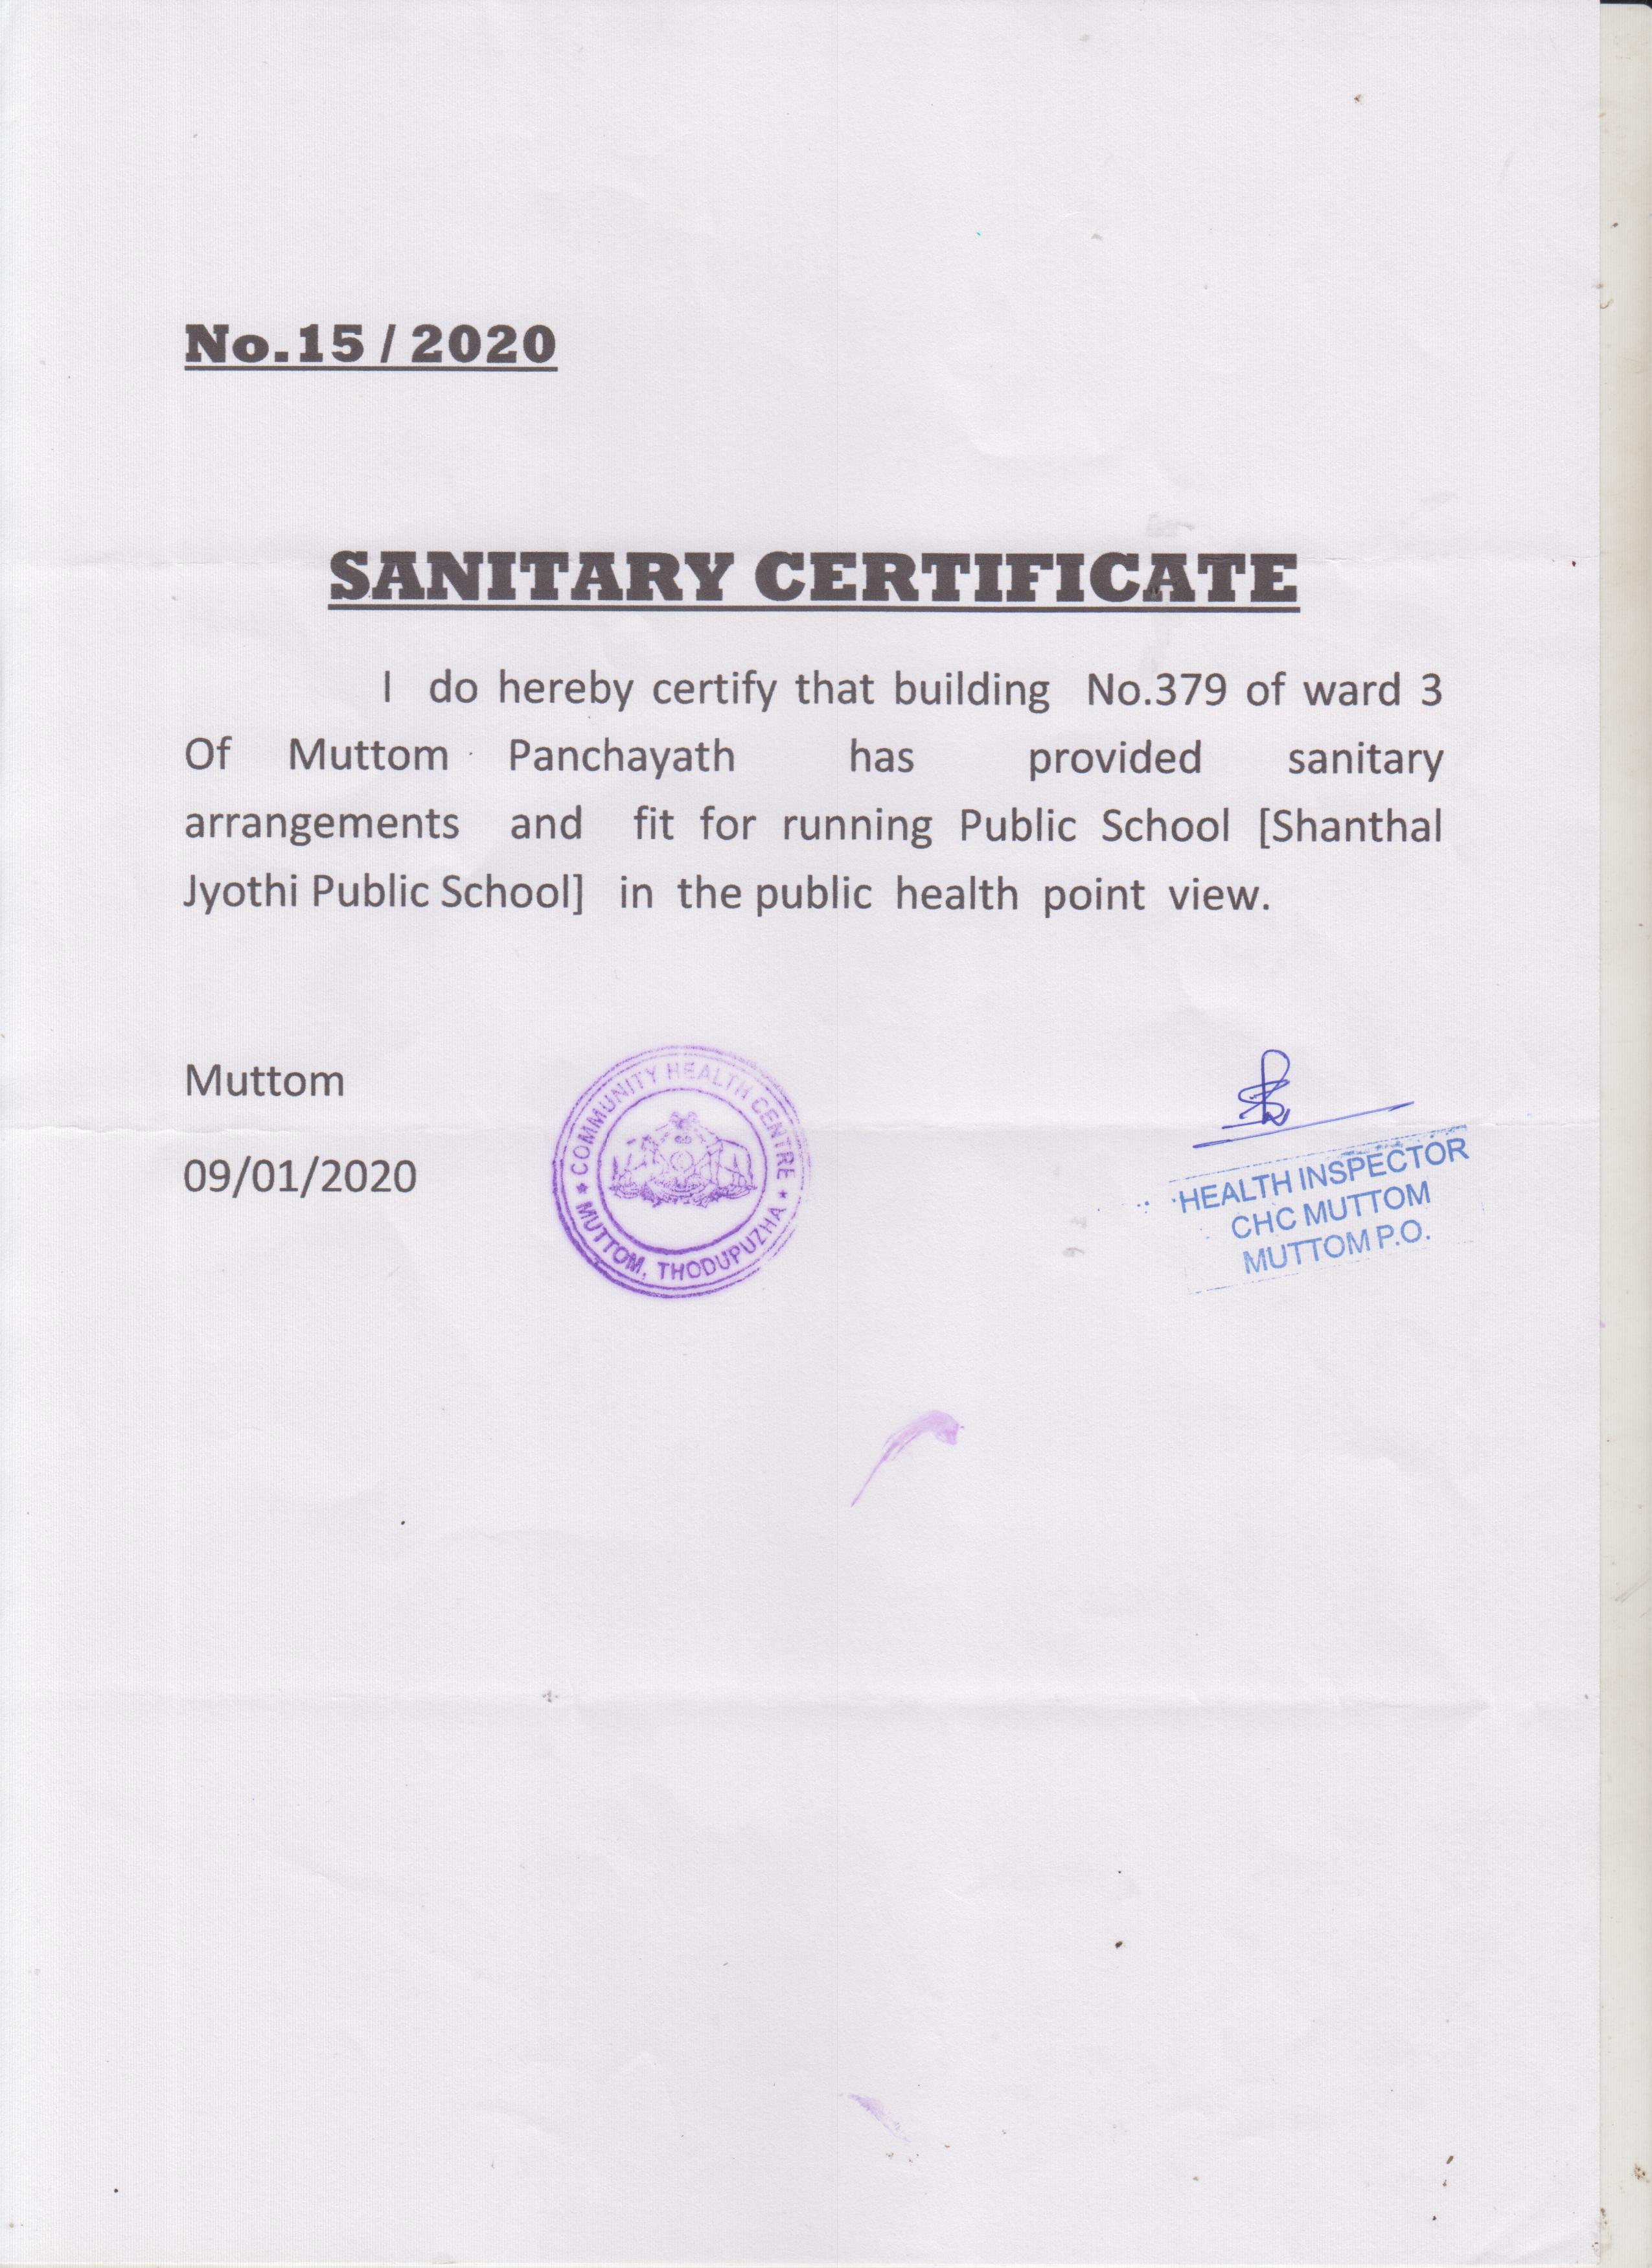 No.15 / 2020
SANITARY CERTIFICATE
I do hereby certify that building No.379 of ward 3
Of Muttom Panchayath has provided sanitary
arrangements and fit for running Public School [Shanthal
Jyothi Public School] in the public health point view.
Muttom
09/01/2020
COMMUNITY HEALTH CENTRE
★ MUTTOM, THODUPUZHA ★
HEALTH INSPECTOR
CHC MUTTOM
MUTTOM P.O.